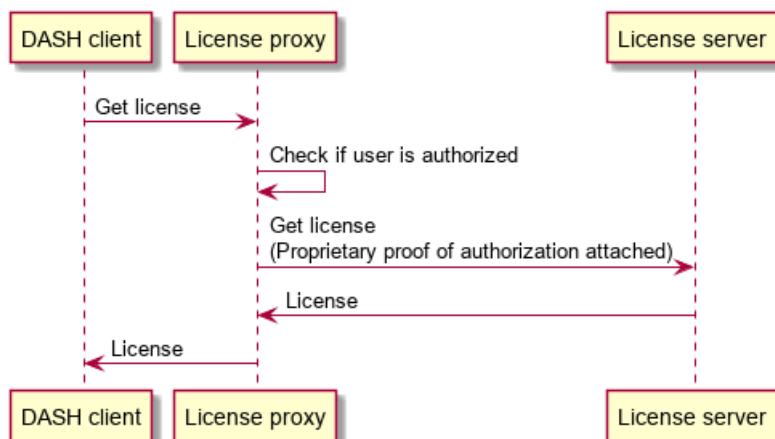 DASH client
License proxy
License server
Get license
Check if user is authorized
Get license
(Proprietary proof of authorization attached)
License
License
DASH client
License proxy
License server